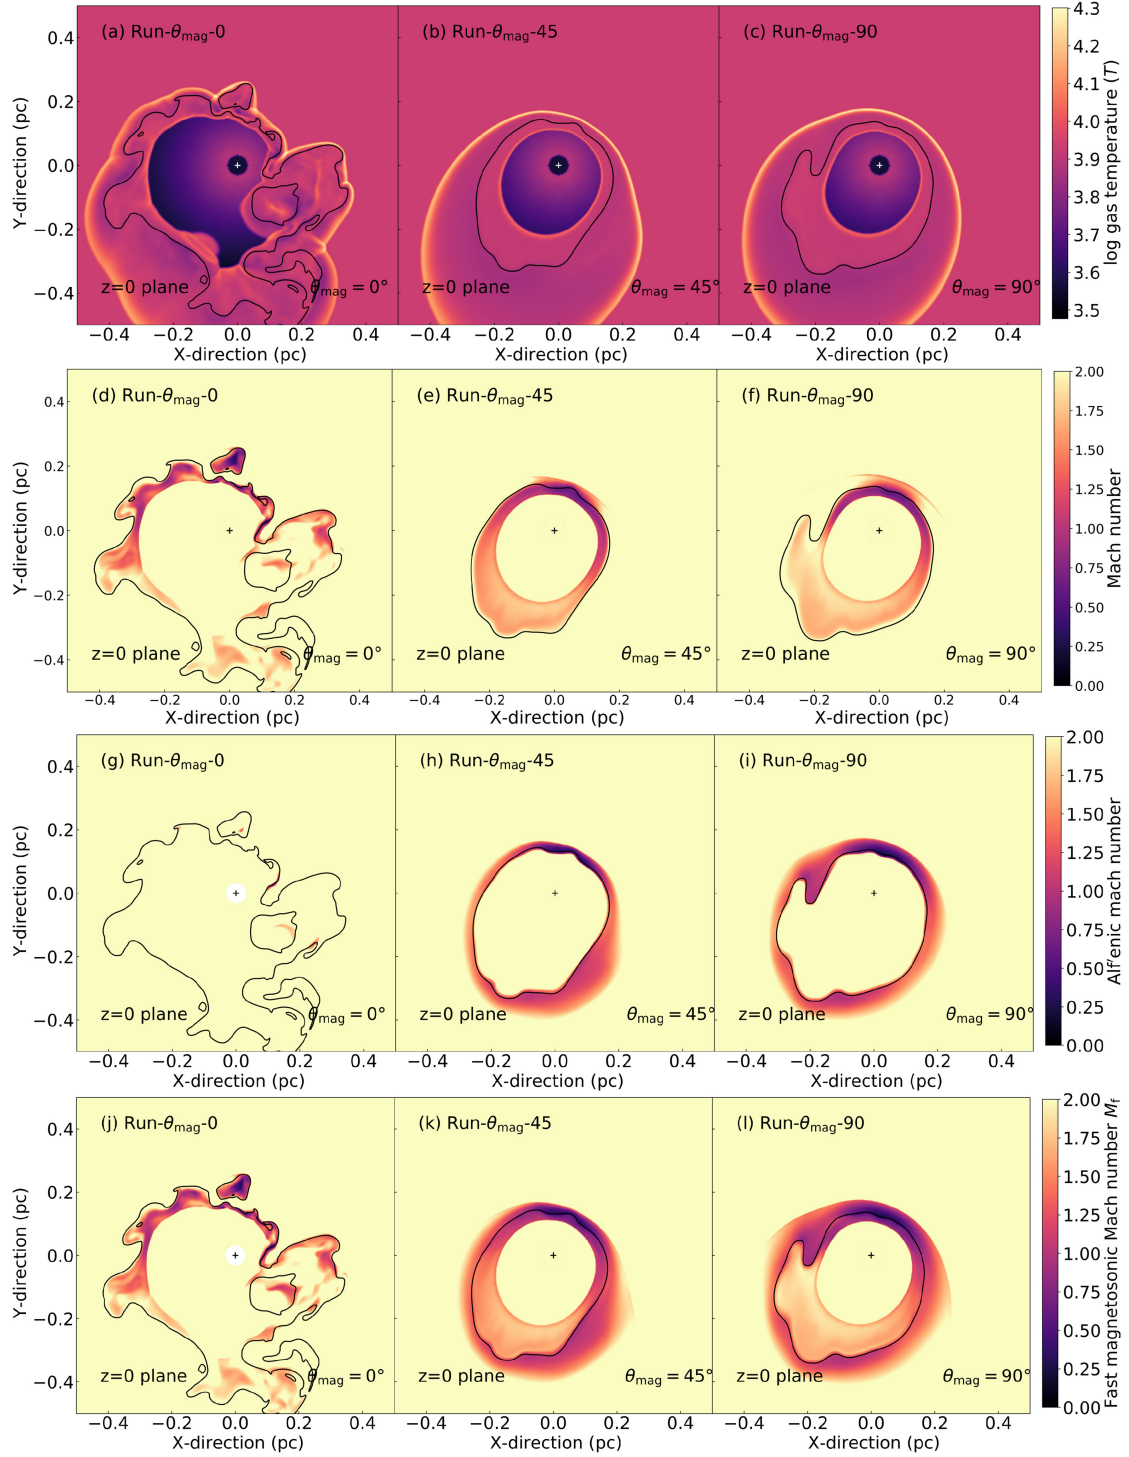 (a) Run-θmag-0 (b) Run-θmag-45 (c) Run-θmag-90
Y-direction (pc)
0.4
0.2
0.0
−0.2
−0.4
z=0 plane θmag = 0° z=0 plane θmag = 45° z=0 plane θmag = 90°
−0.4 −0.2 0.0 0.2 0.4 −0.4 −0.2 0.0 0.2 0.4 −0.4 −0.2 0.0 0.2 0.4
X-direction (pc) X-direction (pc) X-direction (pc)
4.3
4.2
4.1
4.0
3.9
3.8
3.7
3.6
3.5
log gas temperature (T)
(d) Run-θmag-0 (e) Run-θmag-45 (f) Run-θmag-90
Y-direction (pc)
0.4
0.2
0.0
−0.2
−0.4
z=0 plane θmag = 0° z=0 plane θmag = 45° z=0 plane θmag = 90°
−0.4 −0.2 0.0 0.2 0.4 −0.4 −0.2 0.0 0.2 0.4 −0.4 −0.2 0.0 0.2 0.4
X-direction (pc) X-direction (pc) X-direction (pc)
2.00
1.75
1.50
1.25
1.00
0.75
0.50
0.25
0.00
Mach number
(g) Run-θmag-0 (h) Run-θmag-45 (i) Run-θmag-90
Y-direction (pc)
0.4
0.2
0.0
−0.2
−0.4
z=0 plane θmag = 0° z=0 plane θmag = 45° z=0 plane θmag = 90°
−0.4 −0.2 0.0 0.2 0.4 −0.4 −0.2 0.0 0.2 0.4 −0.4 −0.2 0.0 0.2 0.4
X-direction (pc) X-direction (pc) X-direction (pc)
2.00
1.75
1.50
1.25
1.00
0.75
0.50
0.25
0.00
Alf'enic mach number
(j) Run-θmag-0 (k) Run-θmag-45 (l) Run-θmag-90
Y-direction (pc)
0.4
0.2
0.0
−0.2
−0.4
z=0 plane θmag = 0° z=0 plane θmag = 45° z=0 plane θmag = 90°
−0.4 −0.2 0.0 0.2 0.4 −0.4 −0.2 0.0 0.2 0.4 −0.4 −0.2 0.0 0.2 0.4
X-direction (pc) X-direction (pc) X-direction (pc)
2.00
1.75
1.50
1.25
1.00
0.75
0.50
0.25
0.00
Fast magnetosonic Mach number Mf